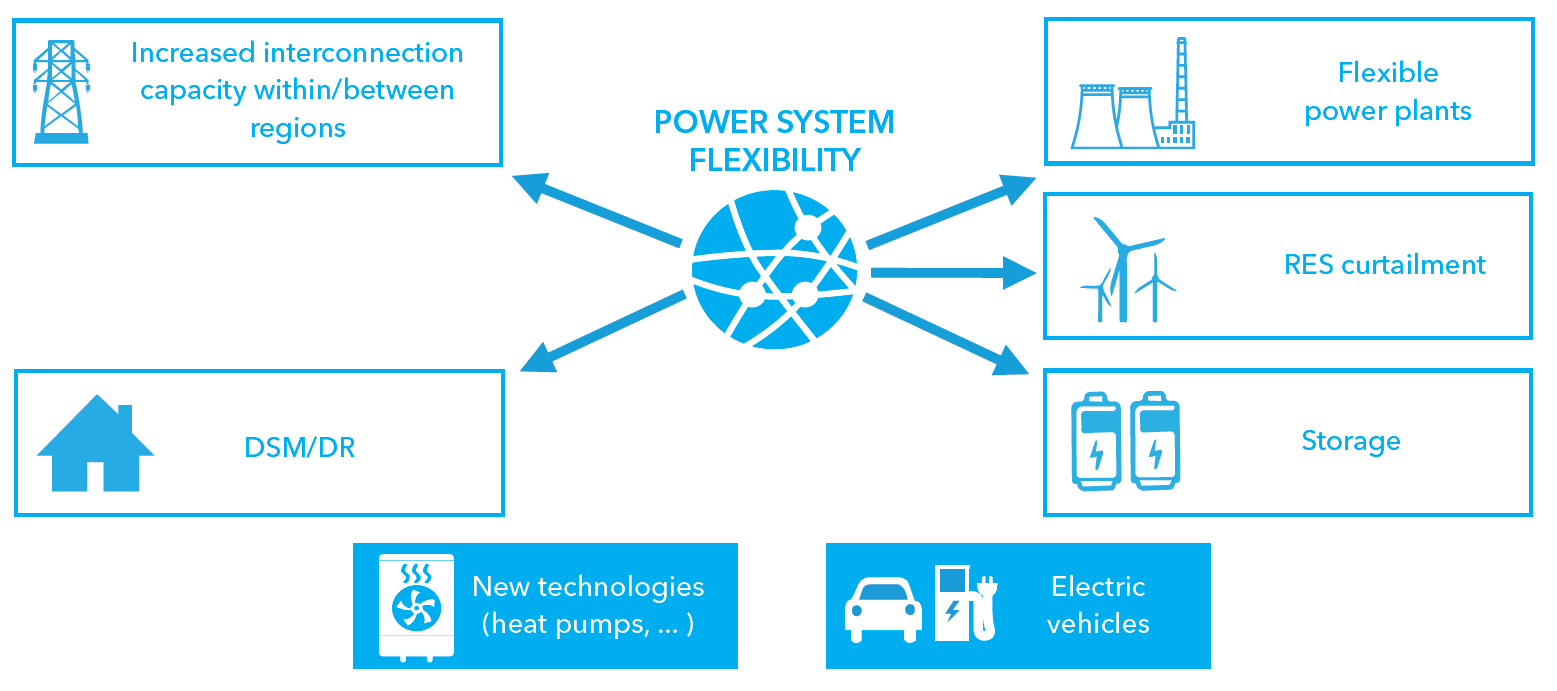 Increased interconnection
capacity within/between
regions
POWER SYSTEM
FLEXIBILITY
Flexible
power plants
RES curtailment
DSM/DR
Storage
New technologies
(heat pumps, ... )
Electric
vehicles